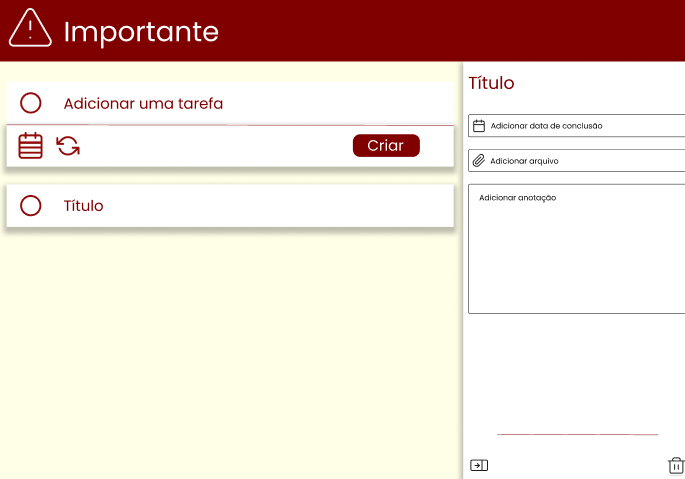 Importante
Adicionar uma tarefa
Criar
Título
Título
Adicionar data de conclusão
Adicionar arquivo
Adicionar anotação